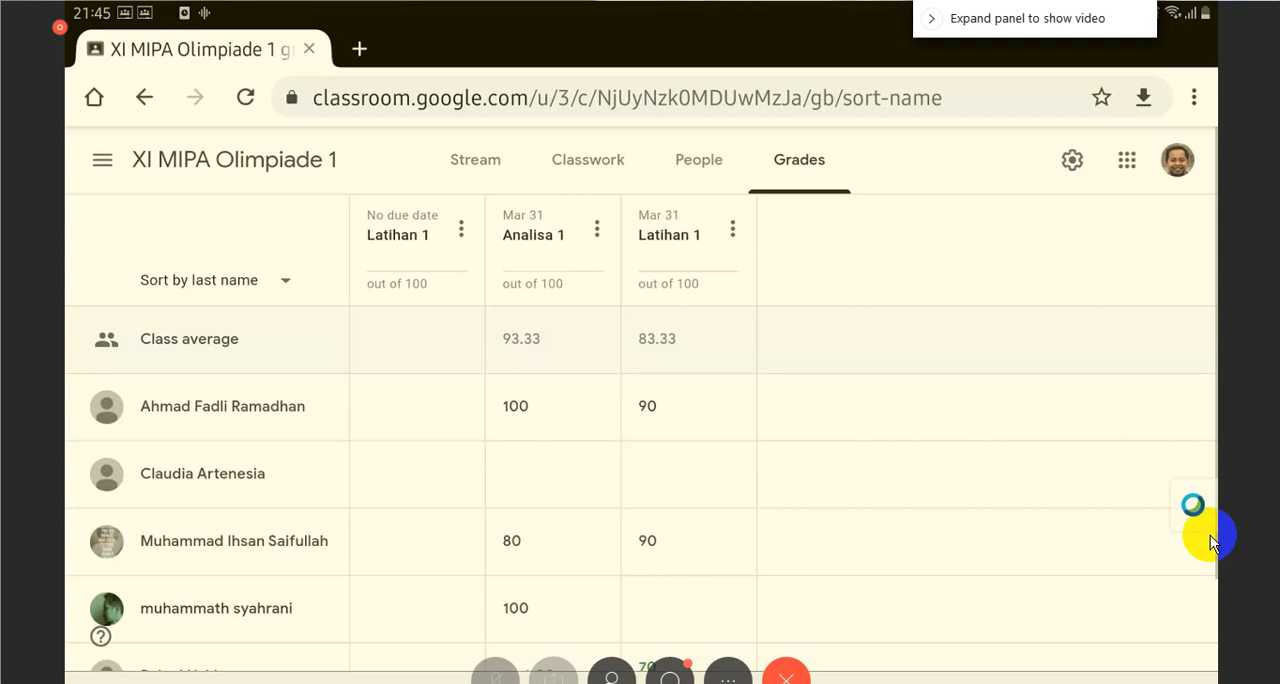 21:45
Expand panel to show video
XI MIPA Olimpiade 1 g
classroom.google.com/u/3/c/NjUyNzk0MDUwMzJa/gb/sort-name
XI MIPA Olimpiade 1 Stream Classwork People Grades
No due date Mar 31 Mar 31
Latihan 1 Analisa 1 Latihan 1
Sort by last name out of 100 out of 100 out of 100
Class average 93.33 83.33
Ahmad Fadli Ramadhan 100 90
Claudia Artenesia
Muhammad Ihsan Saifullah 80 90
muhammath syahrani 100
70